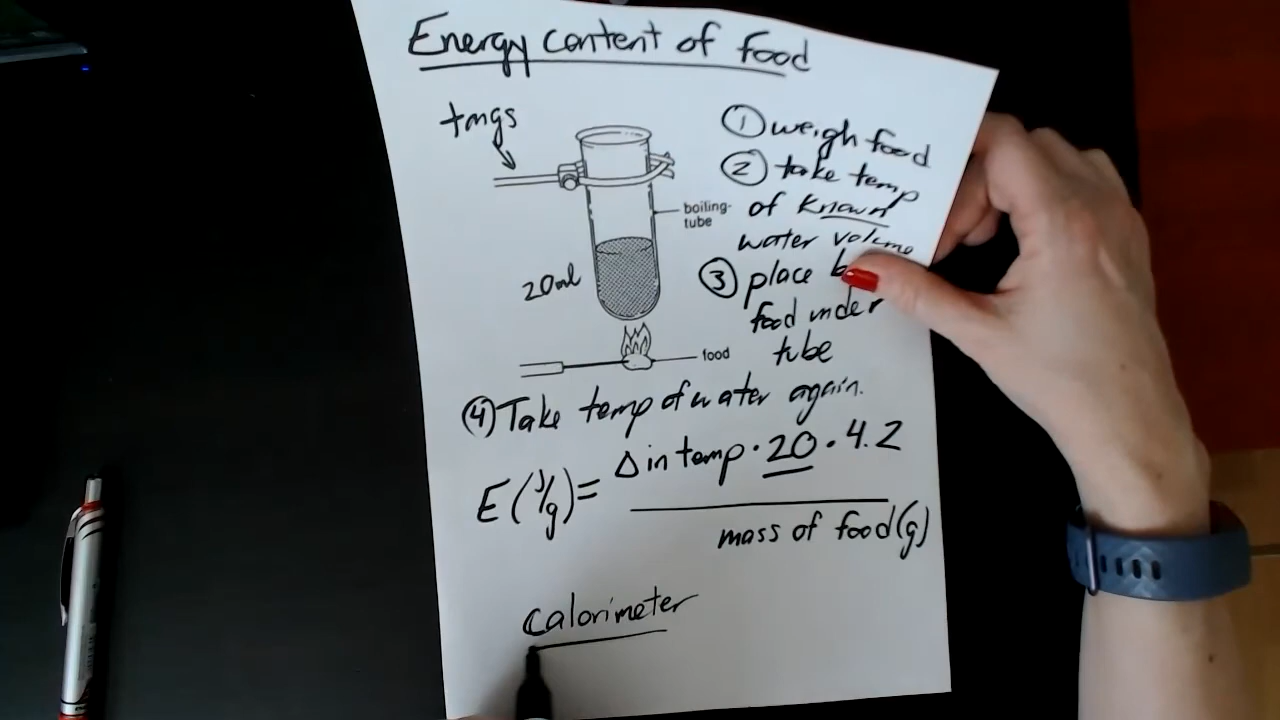 Energy content of food
tongs
① weigh food
② take temp
of known
water volume
boiling-
tube
20ml
③ place
food under
tube
food
④ Take temp of water again.
E (J/g) = Δ in temp · 20 · 4.2
mass of food (g)
calorimeter